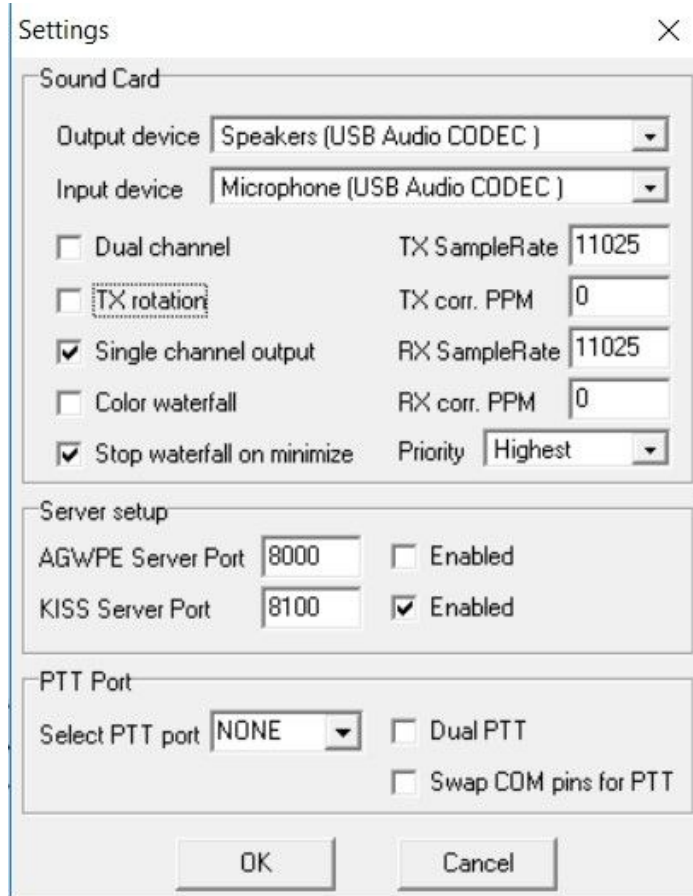 Settings
Sound Card
Output device Speakers (USB Audio CODEC )
Input device Microphone (USB Audio CODEC )
Dual channel TX SampleRate 11025
TX rotation TX corr. PPM 0
Single channel output RX SampleRate 11025
Color waterfall RX corr. PPM 0
Stop waterfall on minimize Priority Highest
Server setup
AGWPE Server Port 8000 Enabled
KISS Server Port 8100 Enabled
PTT Port
Select PTT port NONE Dual PTT
Swap COM pins for PTT
OK Cancel